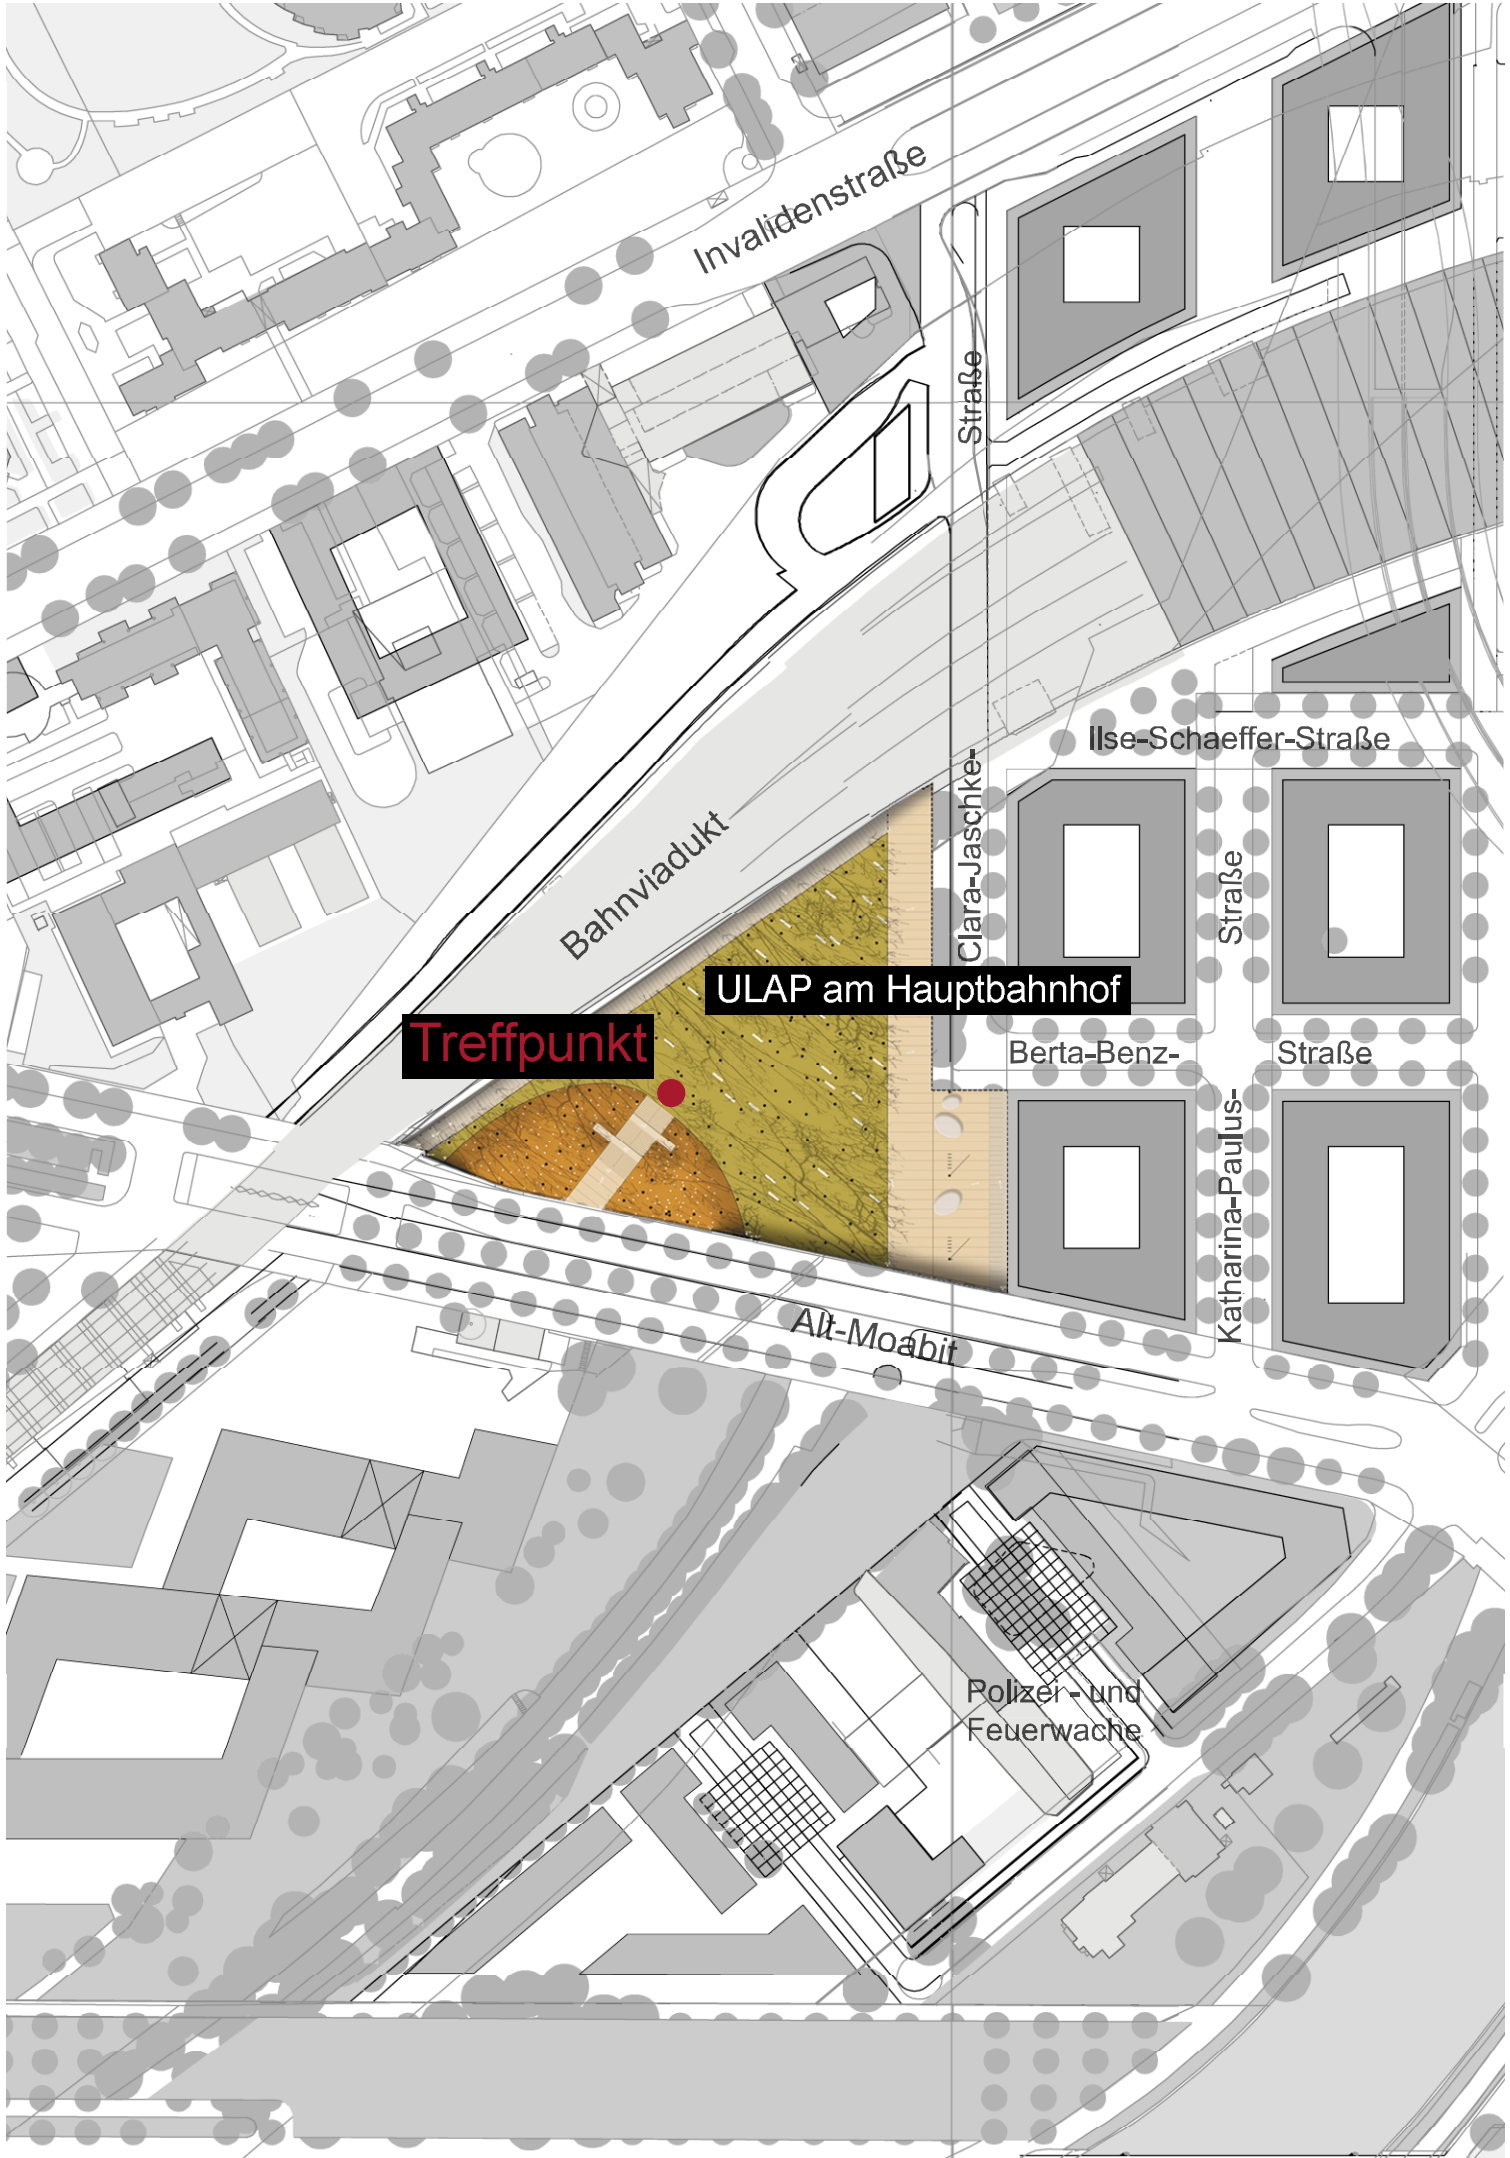 Invalidenstraße
Straße
Ilse-Schaeffer-Straße
Clara-Jaschke-
Bahnviadukt
Straße
ULAP am Hauptbahnhof
Treffpunkt
Berta-Benz-
Straße
Katharina-Paulus-
Alt-Moabit
Polizei - und
Feuerwache